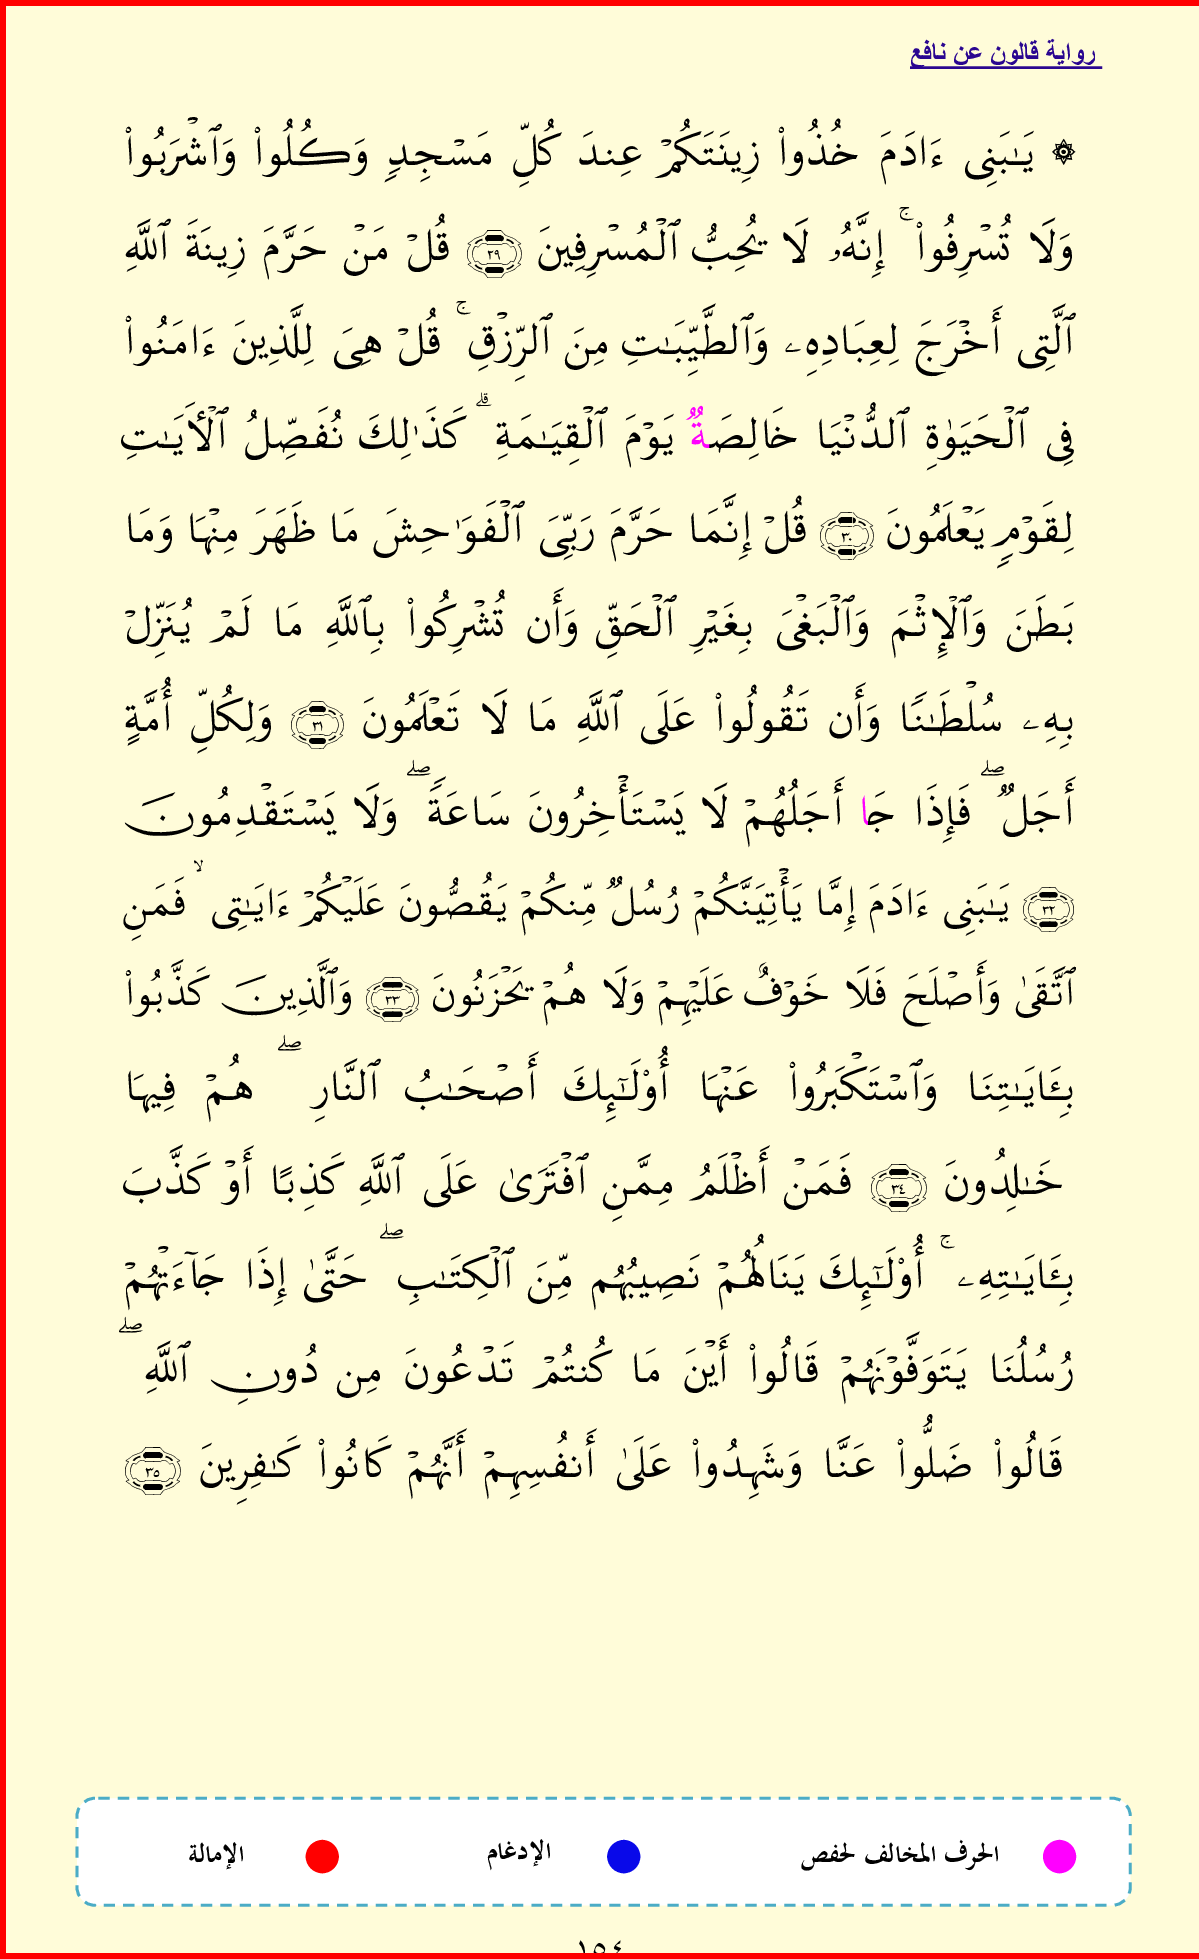 رواية قالون عن نافع
۞ يَـٰبَنِى ءَادَمَ خُذُواْ زِينَتَكُمْ عِندَ كُلِّ مَسْجِدٍ وَكُلُواْ وَٱشْرَبُواْ
وَلَا تُسْرِفُواْ ۚ إِنَّهُۥ لَا يُحِبُّ ٱلْمُسْرِفِينَ ٢٩ قُلْ مَنْ حَرَّمَ زِينَةَ ٱللَّهِ
ٱلَّتِى أَخْرَجَ لِعِبَادِهِۦ وَٱلطَّيِّبَـٰتِ مِنَ ٱلرِّزْقِ ۚ قُلْ هِىَ لِلَّذِينَ ءَامَنُواْ
فِى ٱلْحَيَوٰةِ ٱلدُّنْيَا خَالِصَةٌ يَوْمَ ٱلْقِيَـٰمَةِ ۗ كَذَٰلِكَ نُفَصِّلُ ٱلْأَيَـٰتِ
لِقَوْمٍ يَعْلَمُونَ ٣٠ قُلْ إِنَّمَا حَرَّمَ رَبِّىَ ٱلْفَوَٰحِشَ مَا ظَهَرَ مِنْهَا وَمَا
بَطَنَ وَٱلْإِثْمَ وَٱلْبَغْىَ بِغَيْرِ ٱلْحَقِّ وَأَن تُشْرِكُواْ بِٱللَّهِ مَا لَمْ يُنَزِّلْ
بِهِۦ سُلْطَـٰنًا وَأَن تَقُولُواْ عَلَى ٱللَّهِ مَا لَا تَعْلَمُونَ ٣١ وَلِكُلِّ أُمَّةٍ
أَجَلٌ ۖ فَإِذَا جَا أَجَلُهُمْ لَا يَسْتَأْخِرُونَ سَاعَةً ۖ وَلَا يَسْتَقْدِمُونَ
٣٢ يَـٰبَنِى ءَادَمَ إِمَّا يَأْتِيَنَّكُمْ رُسُلٌ مِّنكُمْ يَقُصُّونَ عَلَيْكُمْ ءَايَـٰتِى ۙ فَمَنِ
ٱتَّقَىٰ وَأَصْلَحَ فَلَا خَوْفٌ عَلَيْهِمْ وَلَا هُمْ يَحْزَنُونَ ٣٣ وَٱلَّذِينَ كَذَّبُواْ
بِـَٔايَـٰتِنَا وَٱسْتَكْبَرُواْ عَنْهَا أُوْلَـٰٓئِكَ أَصْحَـٰبُ ٱلنَّارِ ۖ هُمْ فِيهَا
خَـٰلِدُونَ ٣٤ فَمَنْ أَظْلَمُ مِمَّنِ ٱفْتَرَىٰ عَلَى ٱللَّهِ كَذِبًا أَوْ كَذَّبَ
بِـَٔايَـٰتِهِۦ ۚ أُوْلَـٰٓئِكَ يَنَالُهُمْ نَصِيبُهُم مِّنَ ٱلْكِتَـٰبِ ۖ حَتَّىٰ إِذَا جَآءَتْهُمْ
رُسُلُنَا يَتَوَفَّوْنَهُمْ قَالُواْ أَيْنَ مَا كُنتُمْ تَدْعُونَ مِن دُونِ ٱللَّهِ ۖ
قَالُواْ ضَلُّواْ عَنَّا وَشَهِدُواْ عَلَىٰ أَنفُسِهِمْ أَنَّهُمْ كَانُواْ كَـٰفِرِينَ ٣٥
الحرف المخالف لحفص الإدغام الإمالة
١٥٤